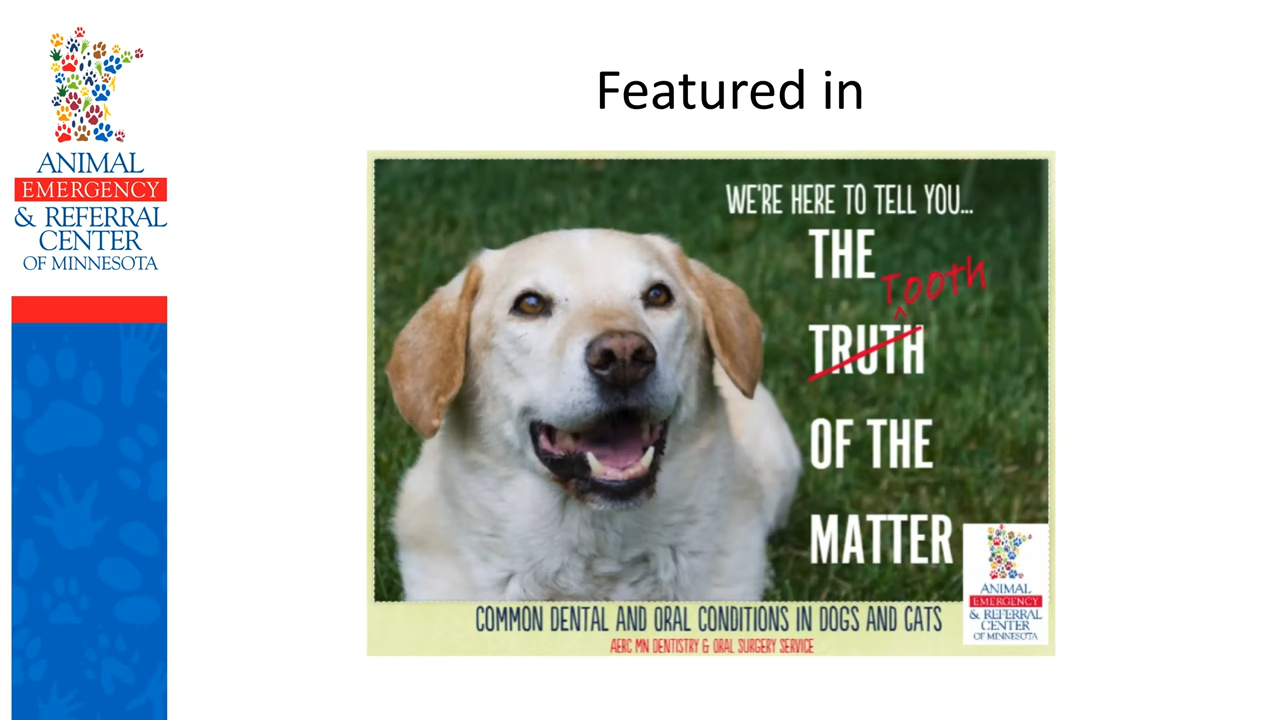 ANIMAL
EMERGENCY
& REFERRAL
CENTER
OF MINNESOTA
Featured in
WE'RE HERE TO TELL YOU...
THE
Tooth
^
TRUTH
OF THE
MATTER
ANIMAL
EMERGENCY
& REFERRAL
CENTER
OF MINNESOTA
COMMON DENTAL AND ORAL CONDITIONS IN DOGS AND CATS
AERC MN DENTISTRY & ORAL SURGERY SERVICE